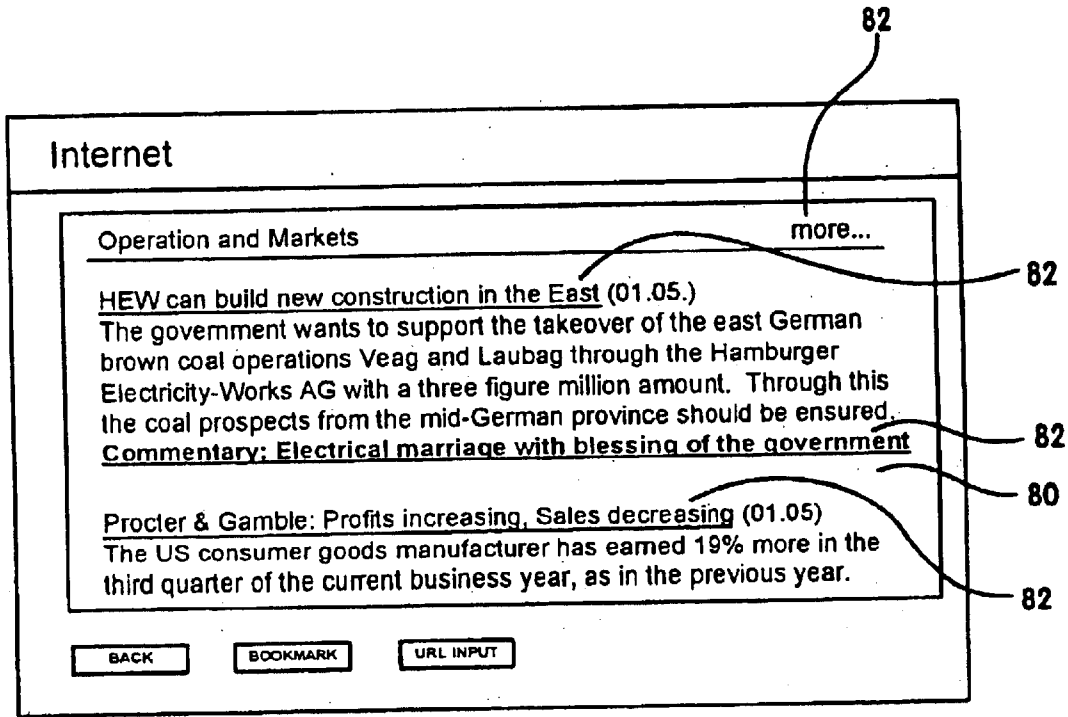 82
Internet
Operation and Markets more...
82
HEW can build new construction in the East (01.05.)
The government wants to support the takeover of the east German
brown coal operations Veag and Laubag through the Hamburger
Electricity-Works AG with a three figure million amount. Through this
the coal prospects from the mid-German province should be ensured.
82
Commentary: Electrical marriage with blessing of the government
80
Procter & Gamble: Profits increasing, Sales decreasing (01.05)
The US consumer goods manufacturer has earned 19% more in the
third quarter of the current business year, as in the previous year.
82
BACK BOOKMARK URL INPUT